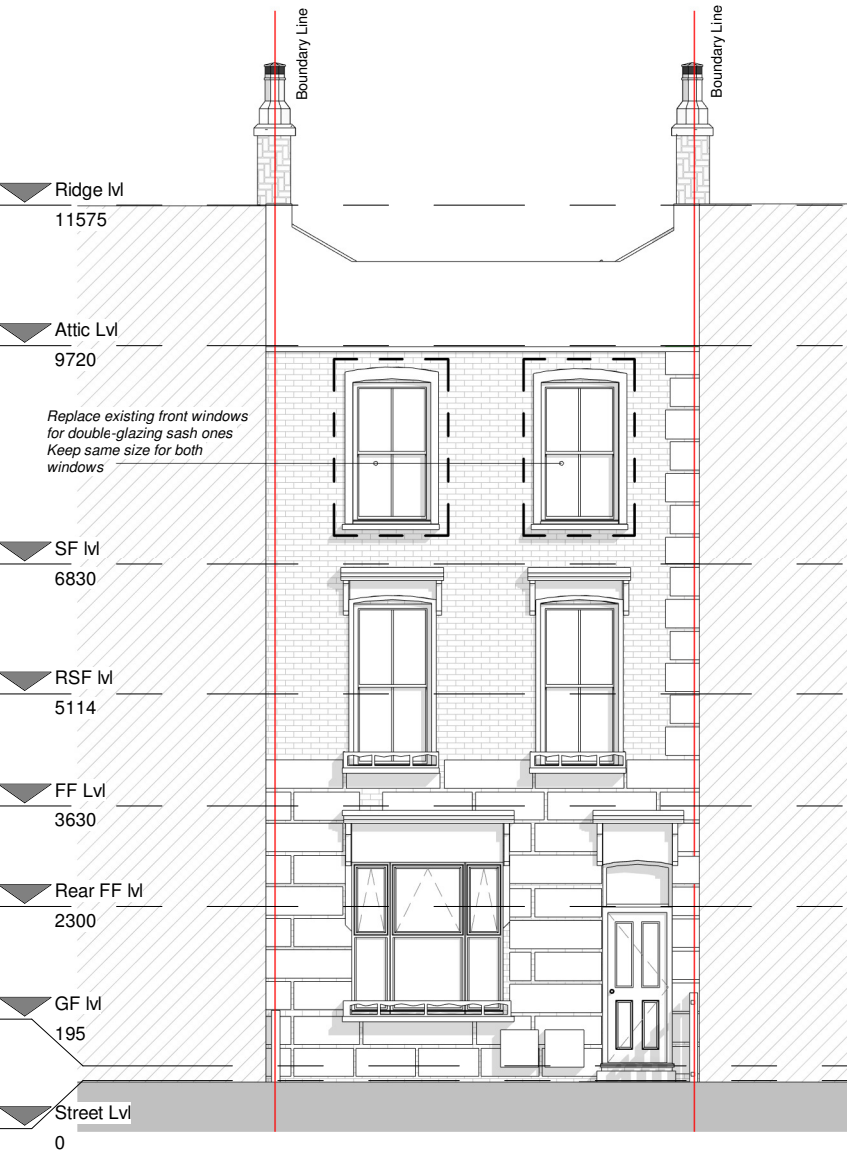 Boundary Line
Boundary Line
Ridge lvl
11575
Attic Lvl
9720
Replace existing front windows
for double-glazing sash ones
Keep same size for both
windows
SF lvl
6830
RSF lvl
5114
FF Lvl
3630
Rear FF lvl
2300
GF lvl
195
Street Lvl
0